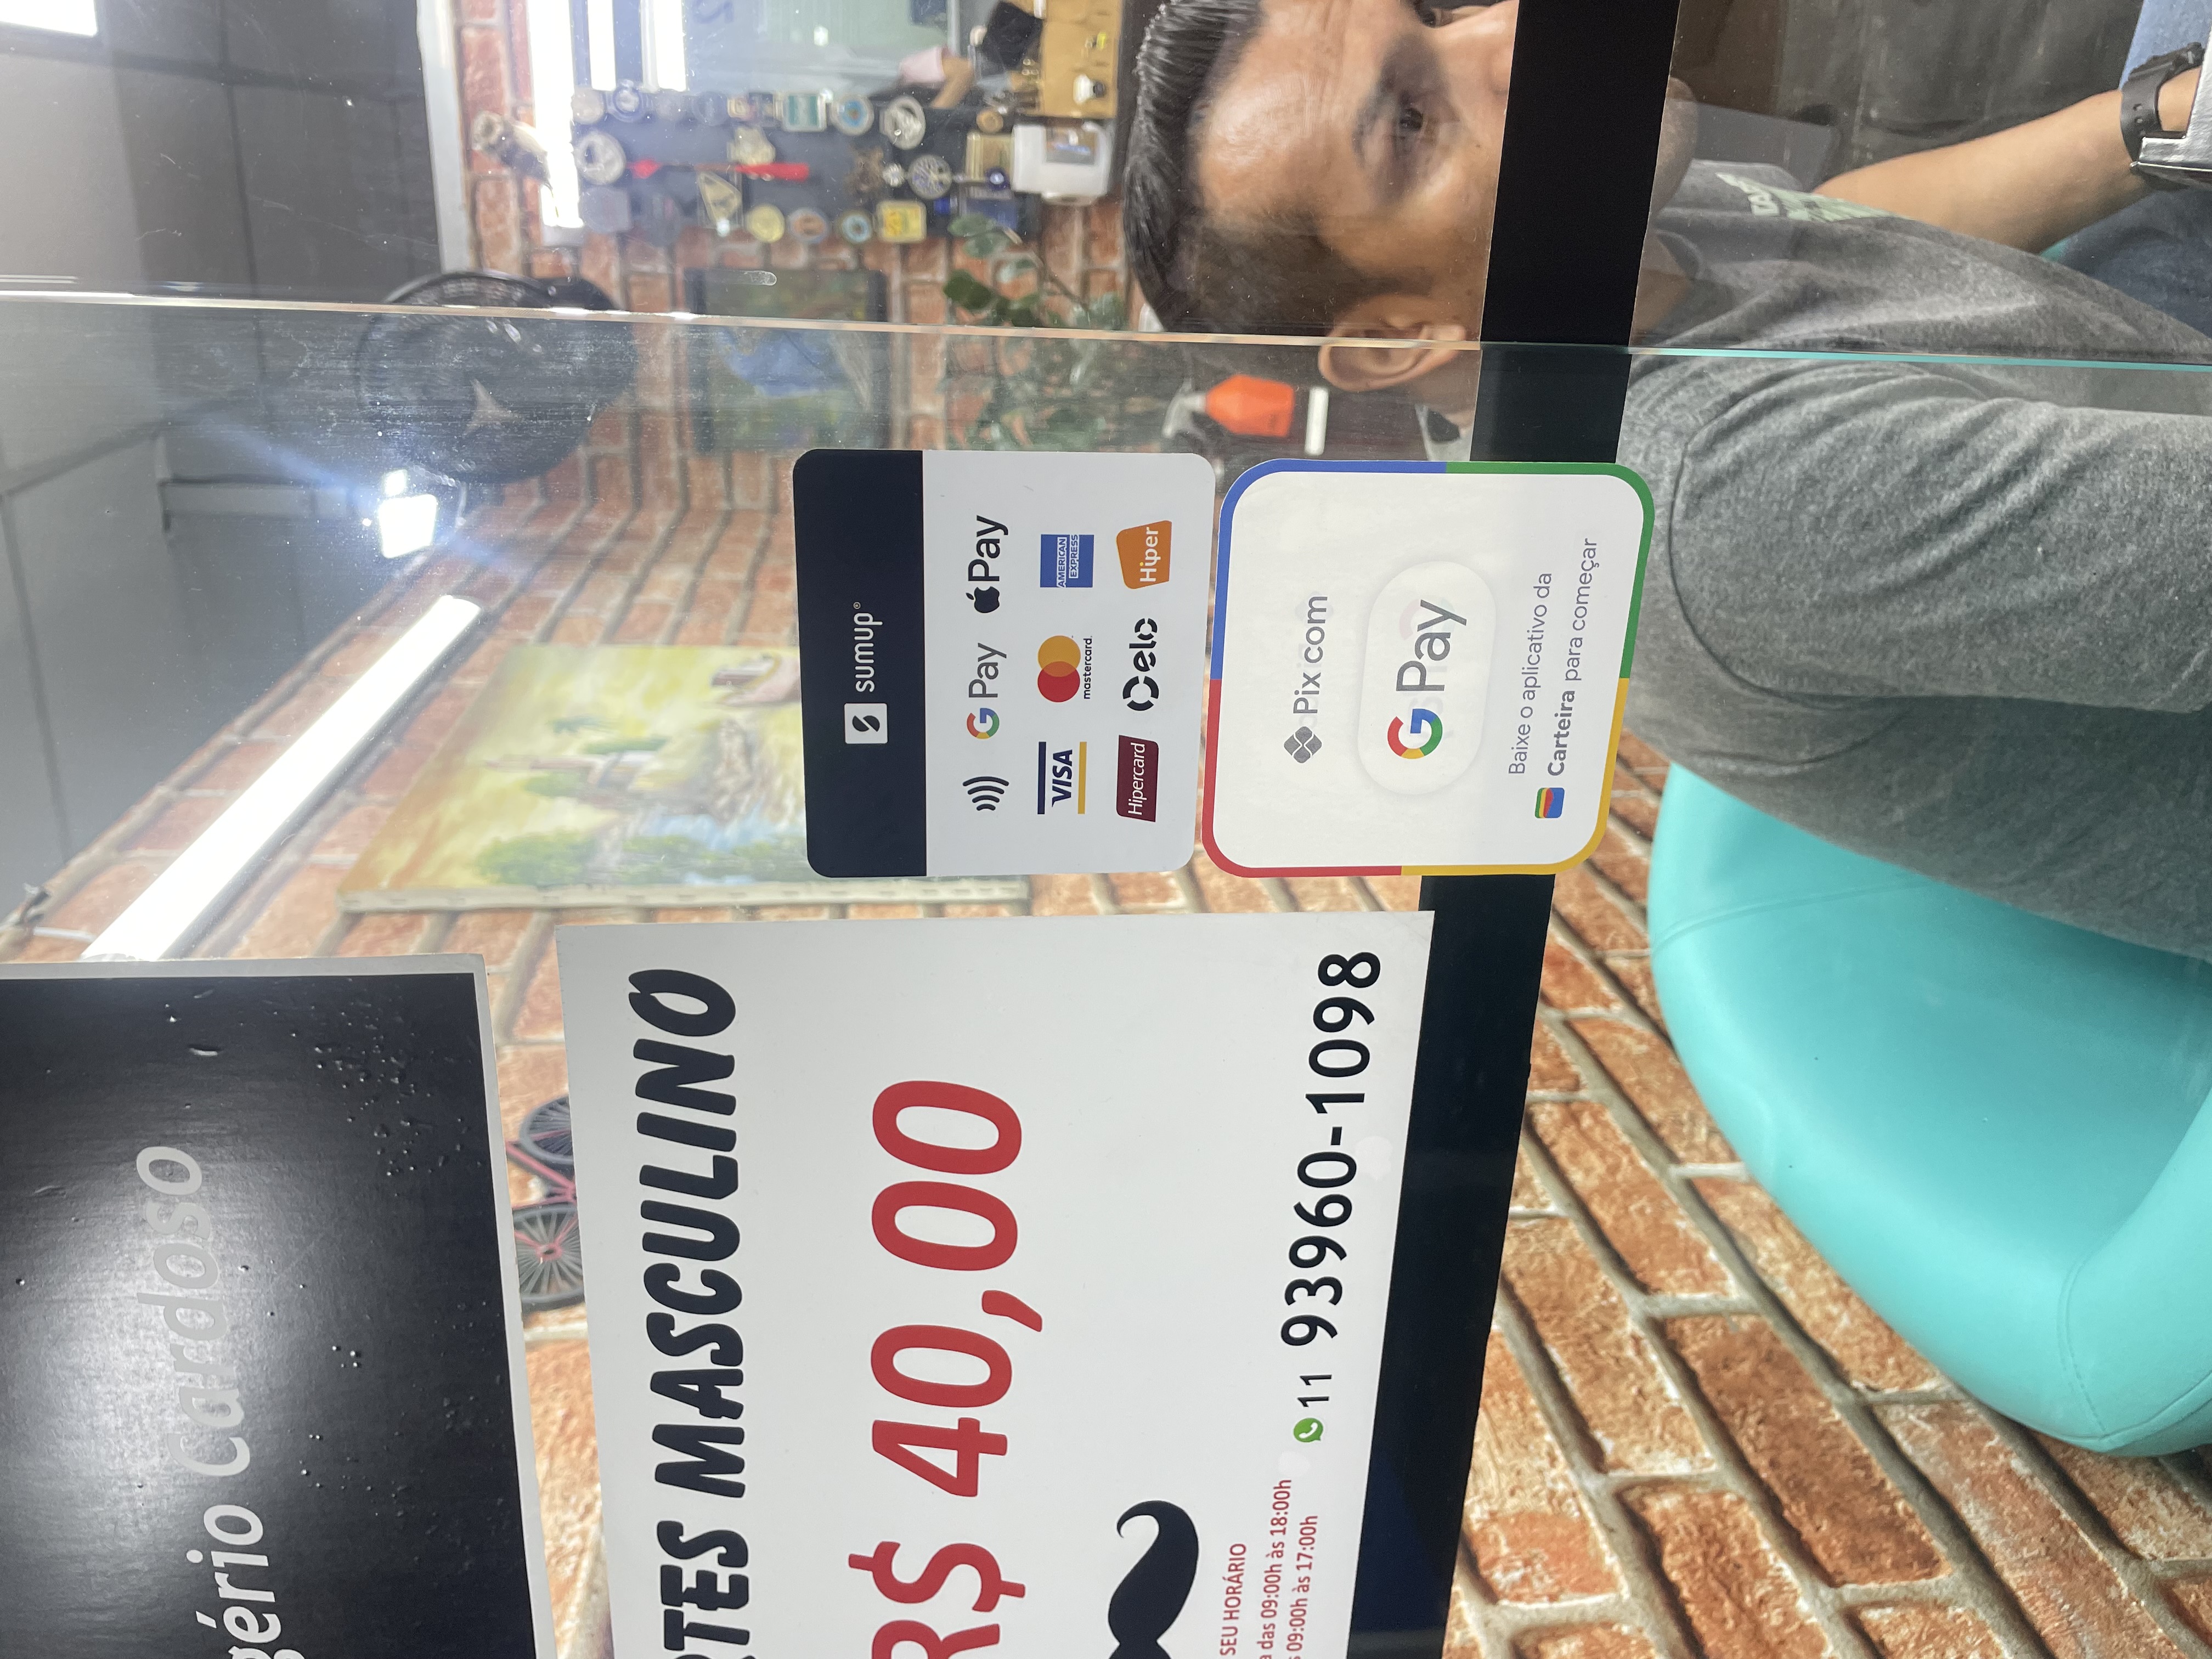 gério Cardoso
RTES MASCULINO
R$ 40,00
SEU HORÁRIO
a das 09:00h às 18:00h
s 09:00h às 17:00h
11 93960-1098
sumup®
G Pay Pay
VISA mastercard. AMERICAN EXPRESS
Hipercard elo Hiper
Pix com
G Pay
Baixe o aplicativo da
Carteira para começar